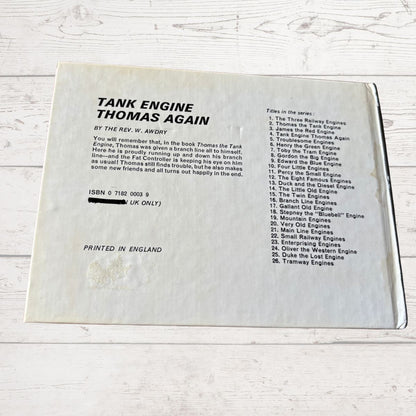 TANK ENGINE
THOMAS AGAIN
BY THE REV. W. AWDRY
You will remember that, in the book Thomas the Tank
Engine, Thomas was given a branch line all to himself.
Here he is proudly running up and down his branch
line—and the Fat Controller is keeping his eye on him
as usual! Thomas still finds trouble, but he also makes
some new friends and all turns out happily in the end.
ISBN 0 7182 0003 9
UK ONLY)
PRINTED IN ENGLAND
Titles in the series:
1. The Three Railway Engines
2. Thomas the Tank Engine
3. James the Red Engine
4. Tank Engine Thomas Again
5. Troublesome Engines
6. Henry the Green Engine
7. Toby the Tram Engine
8. Gordon the Big Engine
9. Edward the Blue Engine
10. Four Little Engines
11. Percy the Small Engine
12. The Eight Famous Engines
13. Duck and the Diesel Engine
14. The Little Old Engine
15. The Twin Engines
16. Branch Line Engines
17. Gallant Old Engine
18. Stepney the "Bluebell" Engine
19. Mountain Engines
20. Very Old Engines
21. Main Line Engines
22. Small Railway Engines
23. Enterprising Engines
24. Oliver the Western Engine
25. Duke the Lost Engine
26. Tramway Engines